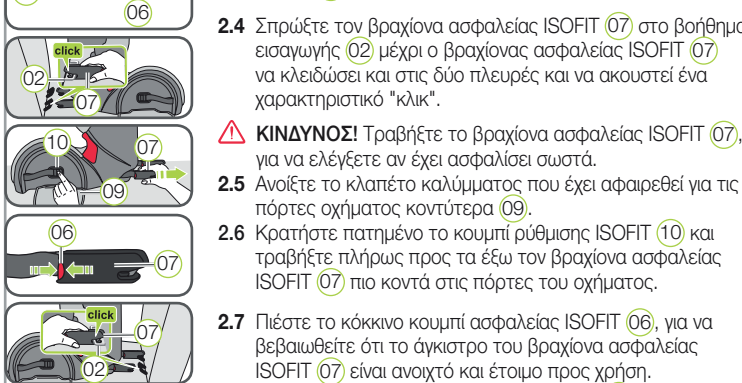 06
2.4 Σπρώξτε τον βραχίονα ασφαλείας ISOFIT 07 στο βοήθημα
εισαγωγής 02 μέχρι ο βραχίονας ασφαλείας ISOFIT 07
να κλειδώσει και στις δύο πλευρές και να ακουστεί ένα
χαρακτηριστικό "κλικ".
click
02
07
ΚΙΝΔΥΝΟΣ! Τραβήξτε το βραχίονα ασφαλείας ISOFIT 07,
για να ελέγξετε αν έχει ασφαλίσει σωστά.
10
07
09
2.5 Ανοίξτε το κλαπέτο καλύμματος που έχει αφαιρεθεί για τις
πόρτες οχήματος κοντύτερα 09.
2.6 Κρατήστε πατημένο το κουμπί ρύθμισης ISOFIT 10 και
τραβήξτε πλήρως προς τα έξω τον βραχίονα ασφαλείας
ISOFIT 07 πιο κοντά στις πόρτες του οχήματος.
06
07
2.7 Πιέστε το κόκκινο κουμπί ασφαλείας ISOFIT 06, για να
βεβαιωθείτε ότι το άγκιστρο του βραχίονα ασφαλείας
ISOFIT 07 είναι ανοιχτό και έτοιμο προς χρήση.
click
07
02